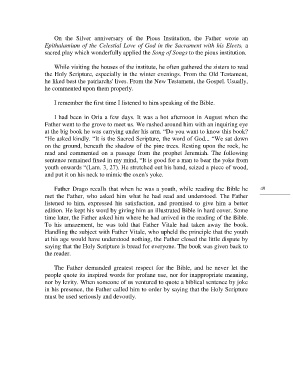 On the Silver anniversary of the Pious Institution, the Father wrote an
Epithalamium of the Celestial Love of God in the Sacrament with his Elects, a
sacred play which wonderfully applied the Song of Songs to the pious institution.
While visiting the houses of the institute, he often gathered the sisters to read
the Holy Scripture, especially in the winter evenings. From the Old Testament,
he liked best the patriarchs' lives. From the New Testament, the Gospel. Usually,
he commented upon them properly.
I remember the first time I listened to him speaking of the Bible.
I had been in Oria a few days. It was a hot afternoon in August when the
Father went to the grove to meet us. We rushed around him with an inquiring eye
at the big book he was carrying under his arm. "Do you want to know this book?"
He asked kindly. "It is the Sacred Scripture, the word of God... "We sat down
on the ground, beneath the shadow of the pine trees. Resting upon the rock, he
read and commented on a passage from the prophet Jeremiah. The following
sentence remained fixed in my mind, "It is good for a man to bear the yoke from
youth onwards "(Lam. 3, 27). He stretched out his hand, seized a piece of wood,
and put it on his neck to mimic the oxen's yoke.
Father Drago recalls that when he was a youth, while reading the Bible he
met the Father, who asked him what he had read and understood. The Father
listened to him, expressed his satisfaction, and promised to give him a better
edition. He kept his word by giving him an illustrated Bible in hard cover. Some
time later, the Father asked him where he had arrived in the reading of the Bible.
To his amazement, he was told that Father Vitale had taken away the book.
Handling the subject with Father Vitale, who upheld the principle that the youth
at his age would have understood nothing, the Father closed the little dispute by
saying that the Holy Scripture is bread for everyone. The book was given back to
the reader.
The Father demanded greatest respect for the Bible, and he never let the
people quote its inspired words for profane use, nor for inappropriate meaning,
nor by levity. When someone of us ventured to quote a biblical sentence by joke
in his presence, the Father called him to order by saying that the Holy Scripture
must be used seriously and devoutly.